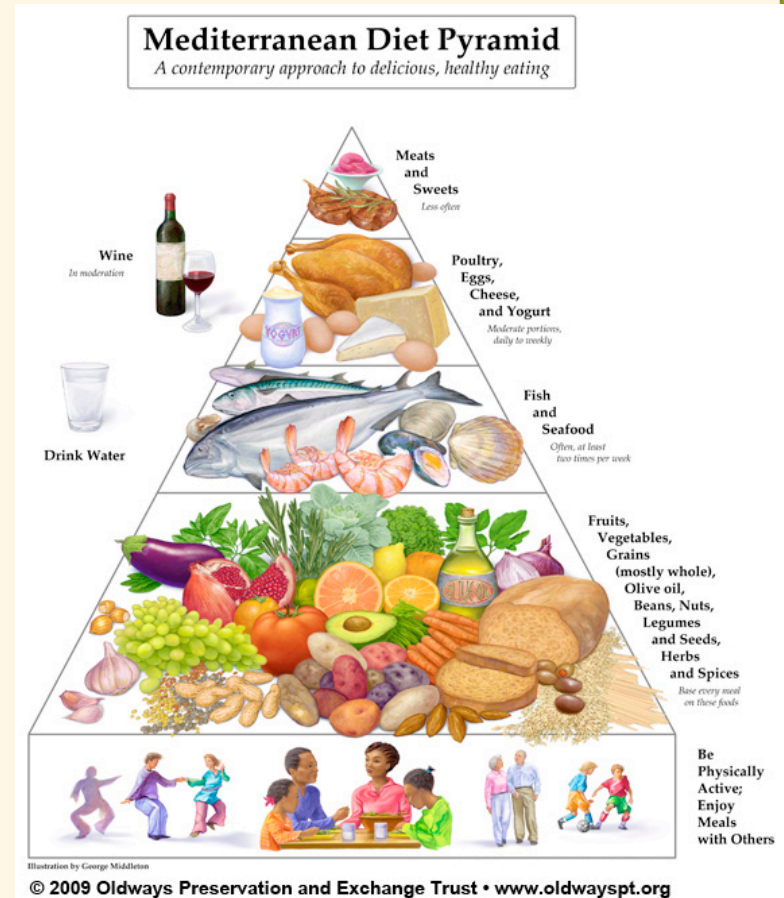 Mediterranean Diet Pyramid
A contemporary approach to delicious, healthy eating
Meats
and
Sweets
Less often
Wine
In moderation
Poultry,
Eggs,
Cheese,
and Yogurt
Moderate portions,
daily to weekly
YOGURT
Fish
and
Seafood
Often, at least
two times per week
Drink Water
Fruits,
Vegetables,
Grains
(mostly whole),
Olive oil,
Beans, Nuts,
Legumes
and Seeds,
Herbs
and Spices
Base every meal
on these foods
OLIVE OIL
Be
Physically
Active;
Enjoy
Meals
with Others
Illustration by George Middleton
© 2009 Oldways Preservation and Exchange Trust • www.oldwayspt.org